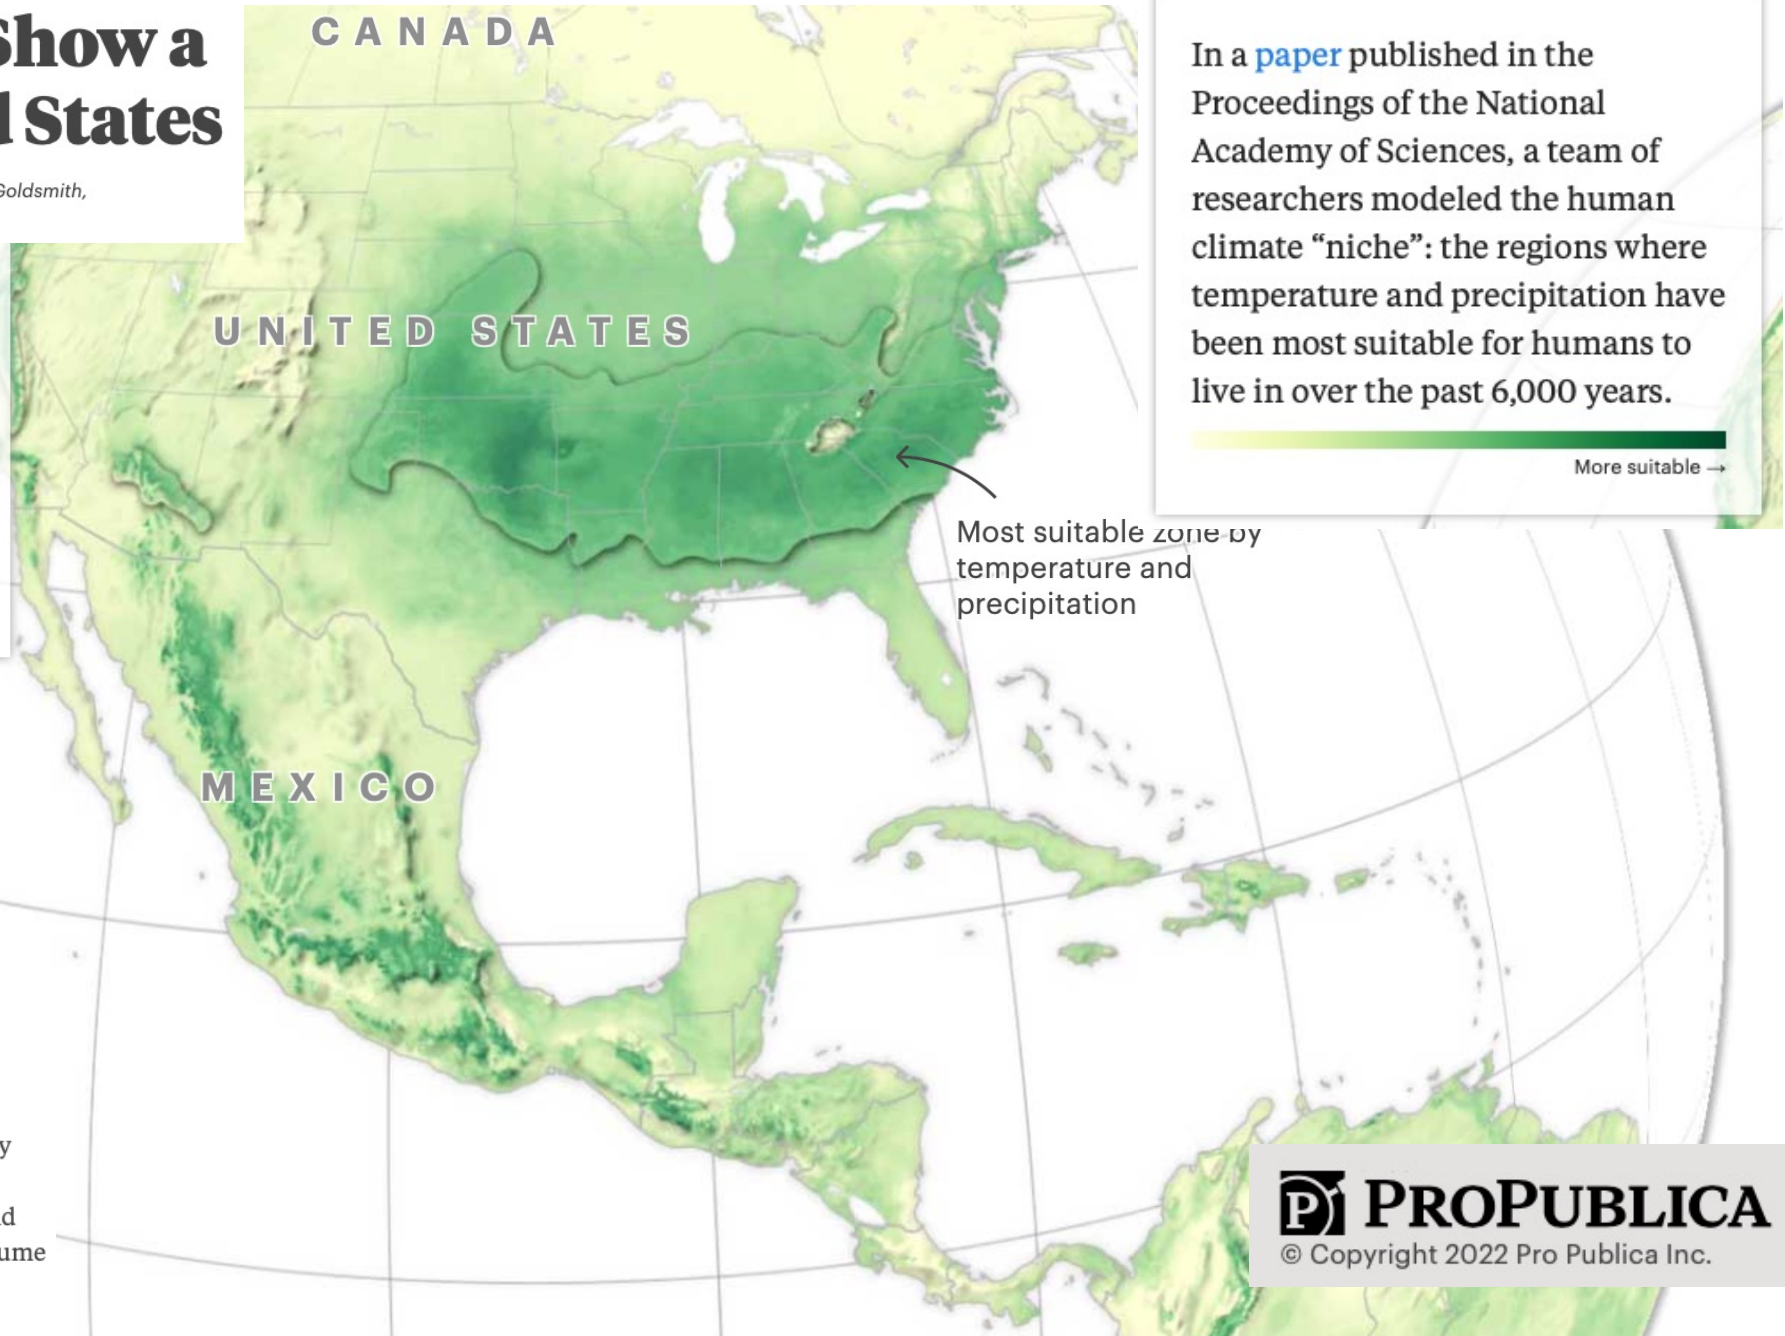 Show a
d States
Goldsmith,
CANADA
In a paper published in the
Proceedings of the National
Academy of Sciences, a team of
researchers modeled the human
climate “niche”: the regions where
temperature and precipitation have
been most suitable for humans to
live in over the past 6,000 years.
More suitable →
UNITED STATES
Most suitable zone by
temperature and
precipitation
MEXICO
y
d
ume
PROPUBLICA
© Copyright 2022 Pro Publica Inc.